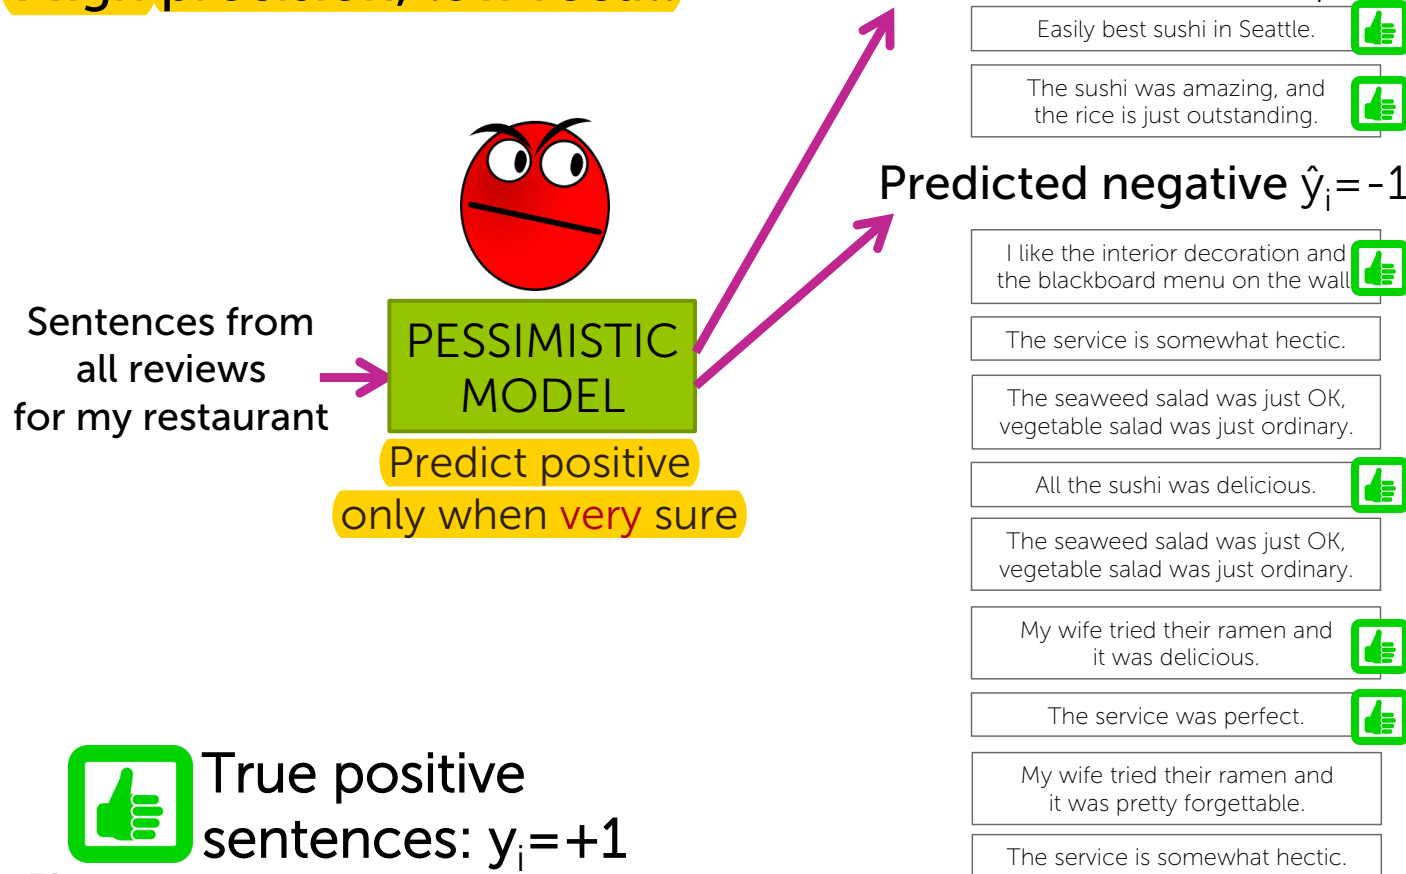 High precision, low recall
Easily best sushi in Seattle.
The sushi was amazing, and
the rice is just outstanding.
Predicted negative ŷi=-1
I like the interior decoration and
the blackboard menu on the wall
The service is somewhat hectic.
The seaweed salad was just OK,
vegetable salad was just ordinary.
All the sushi was delicious.
The seaweed salad was just OK,
vegetable salad was just ordinary.
My wife tried their ramen and
it was delicious.
The service was perfect.
My wife tried their ramen and
it was pretty forgettable.
The service is somewhat hectic.
Sentences from
all reviews
for my restaurant
PESSIMISTIC
MODEL
Predict positive
only when very sure
True positive
sentences: yi=+1